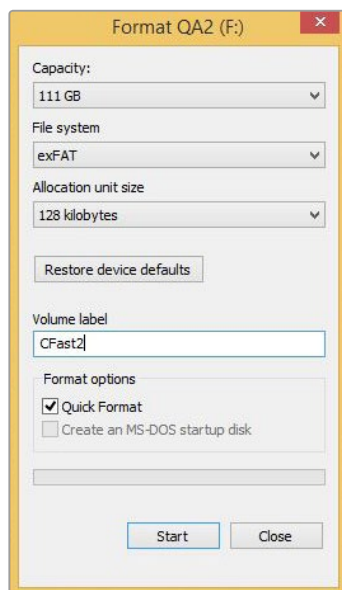 Format QA2 (F:)
Capacity:
111 GB
File system
exFAT
Allocation unit size
128 kilobytes
Restore device defaults
Volume label
CFast2
Format options
Quick Format
Create an MS-DOS startup disk
Start Close